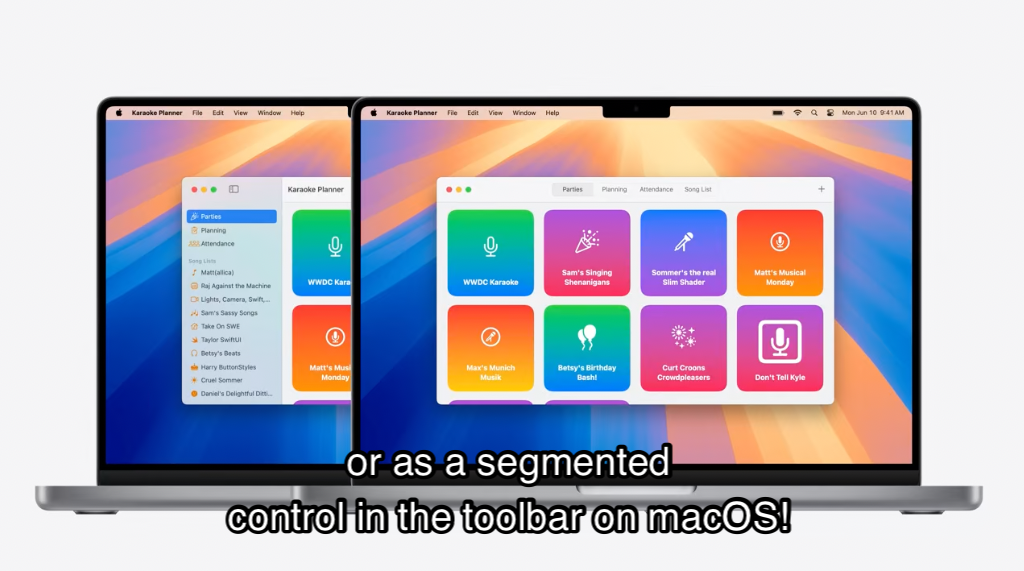 Karaoke Planner File Edit View Window Help
Karaoke Planner
Parties
Planning
Attendance
Song Lists
Matt(allica)
Raj Against the Machine
Lights, Camera, Swift,...
Sam's Sassy Songs
Take On SWE
Taylor SwiftUI
Betsy's Beats
Harry ButtonStyles
Cruel Sommer
Daniel's Delightful Ditti...
WWDC Kara
Matt's Musi
Monday
Karaoke Planner File Edit View Window Help Mon Jun 10 9:41 AM
Parties Planning Attendance Song List
WWDC Karaoke
Sam's Singing
Shenanigans
Sommer's the real
Slim Shader
Matt's Musical
Monday
Max's Munich
Musik
Betsy's Birthday
Bash!
Curt Croons
Crowdpleasers
Don't Tell Kyle
or as a segmented
control in the toolbar on macOS!